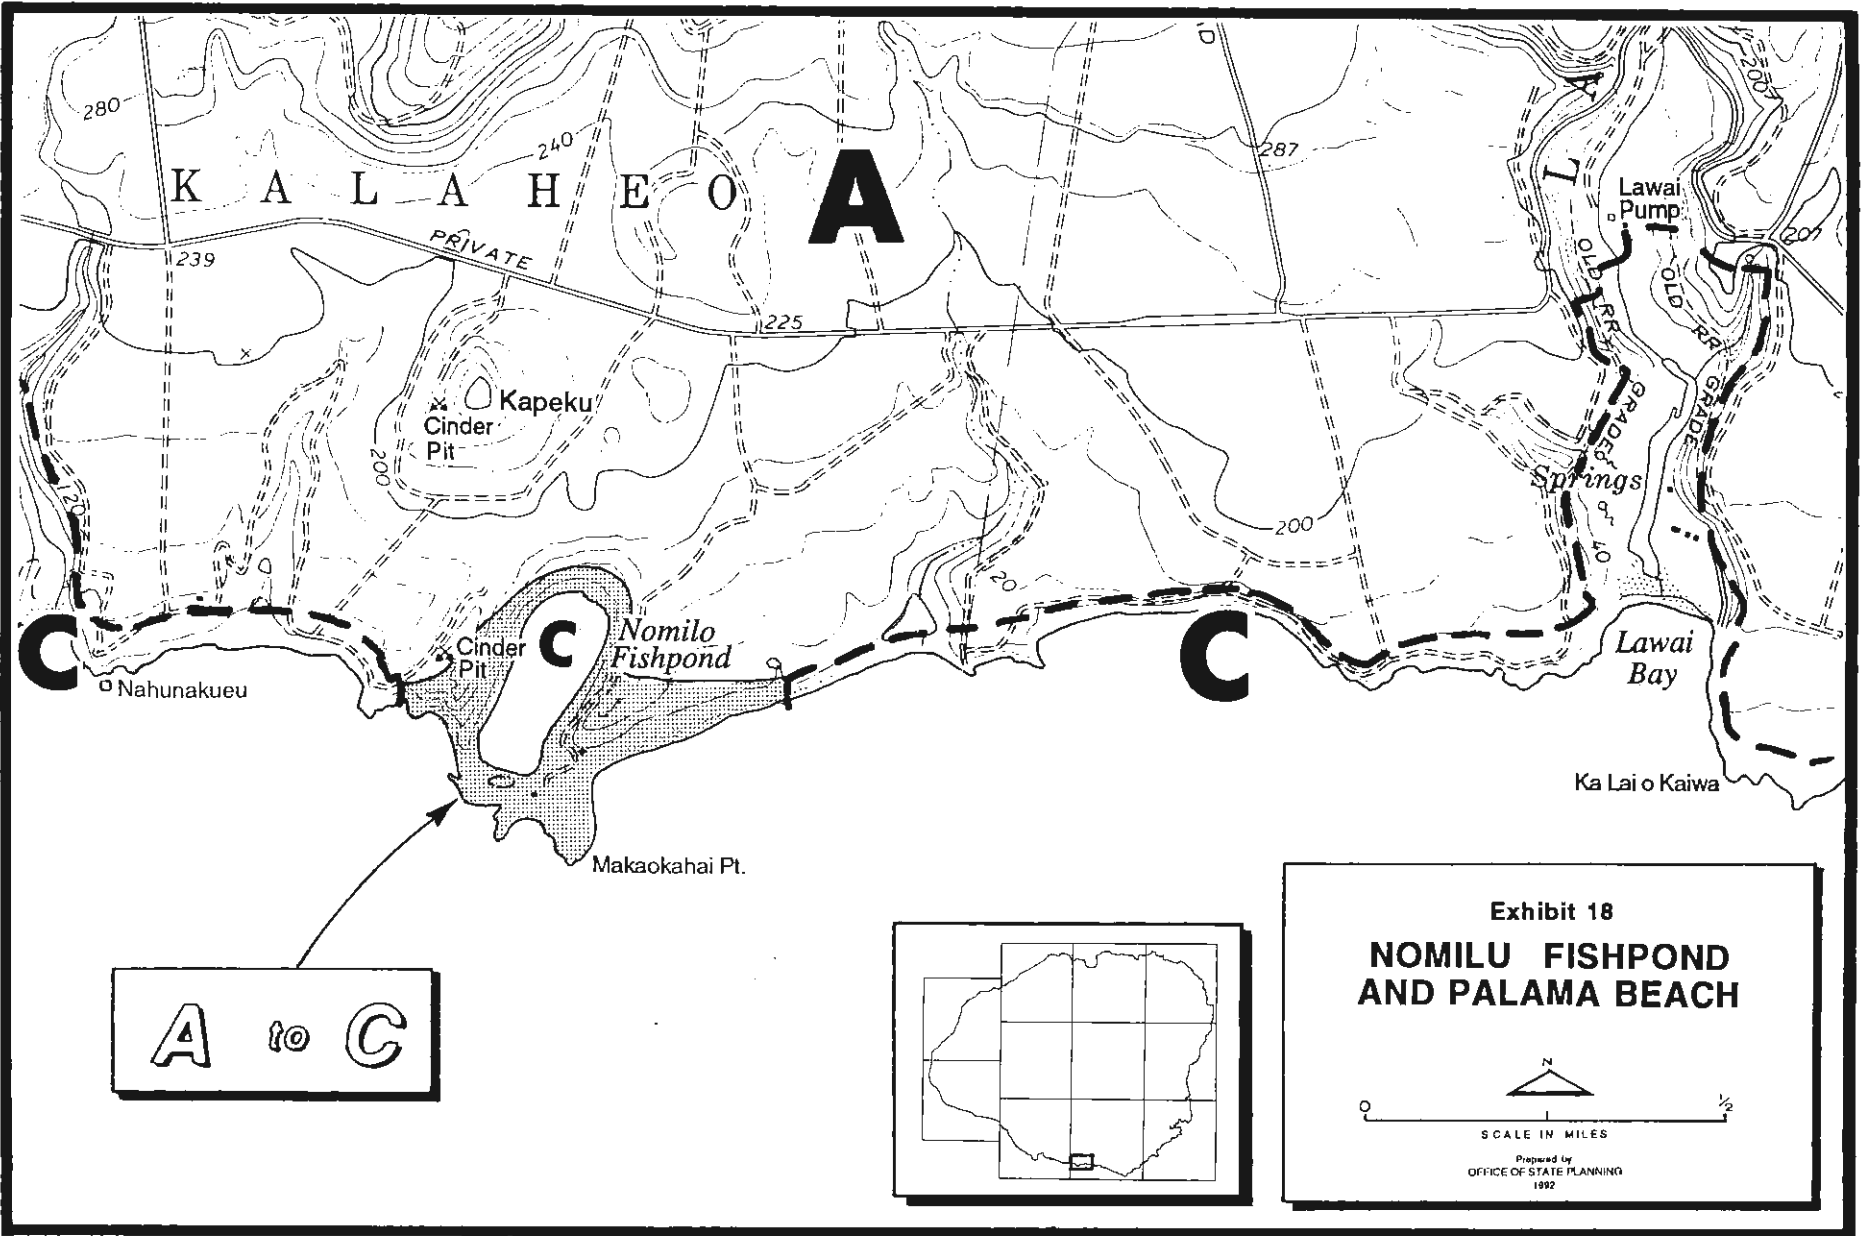 280
240
K A L A H E O
A
287
L A
200
Lawai
Pump
207
239
PRIVATE
225
OLD RR GRADE
OLD RR GRADE
Kapeku
Cinder
Pit
200
120
Springs
200
40
20
C
Nahunakueu
Cinder
Pit
C
Nomilo
Fishpond
C
Lawai
Bay
Ka Lai o Kaiwa
Makaokahai Pt.
A to C
Exhibit 18
NOMILU FISHPOND
AND PALAMA BEACH
N
0 1/2
SCALE IN MILES
Prepared by
OFFICE OF STATE PLANNING
1992